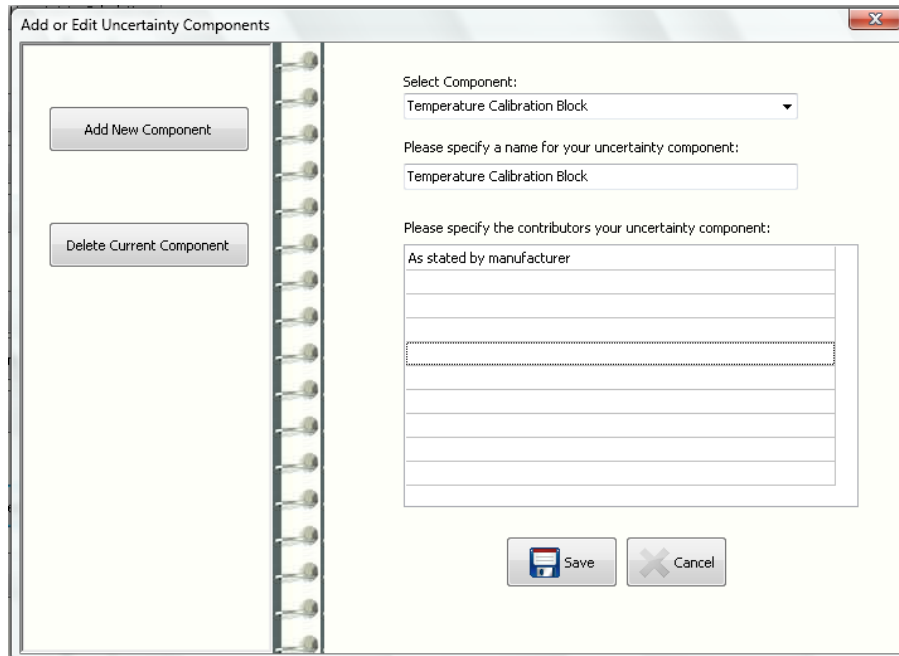 Add or Edit Uncertainty Components
Add New Component
Delete Current Component
Select Component:
Temperature Calibration Block
Please specify a name for your uncertainty component:
Temperature Calibration Block
Please specify the contributors your uncertainty component:
As stated by manufacturer
Save
Cancel